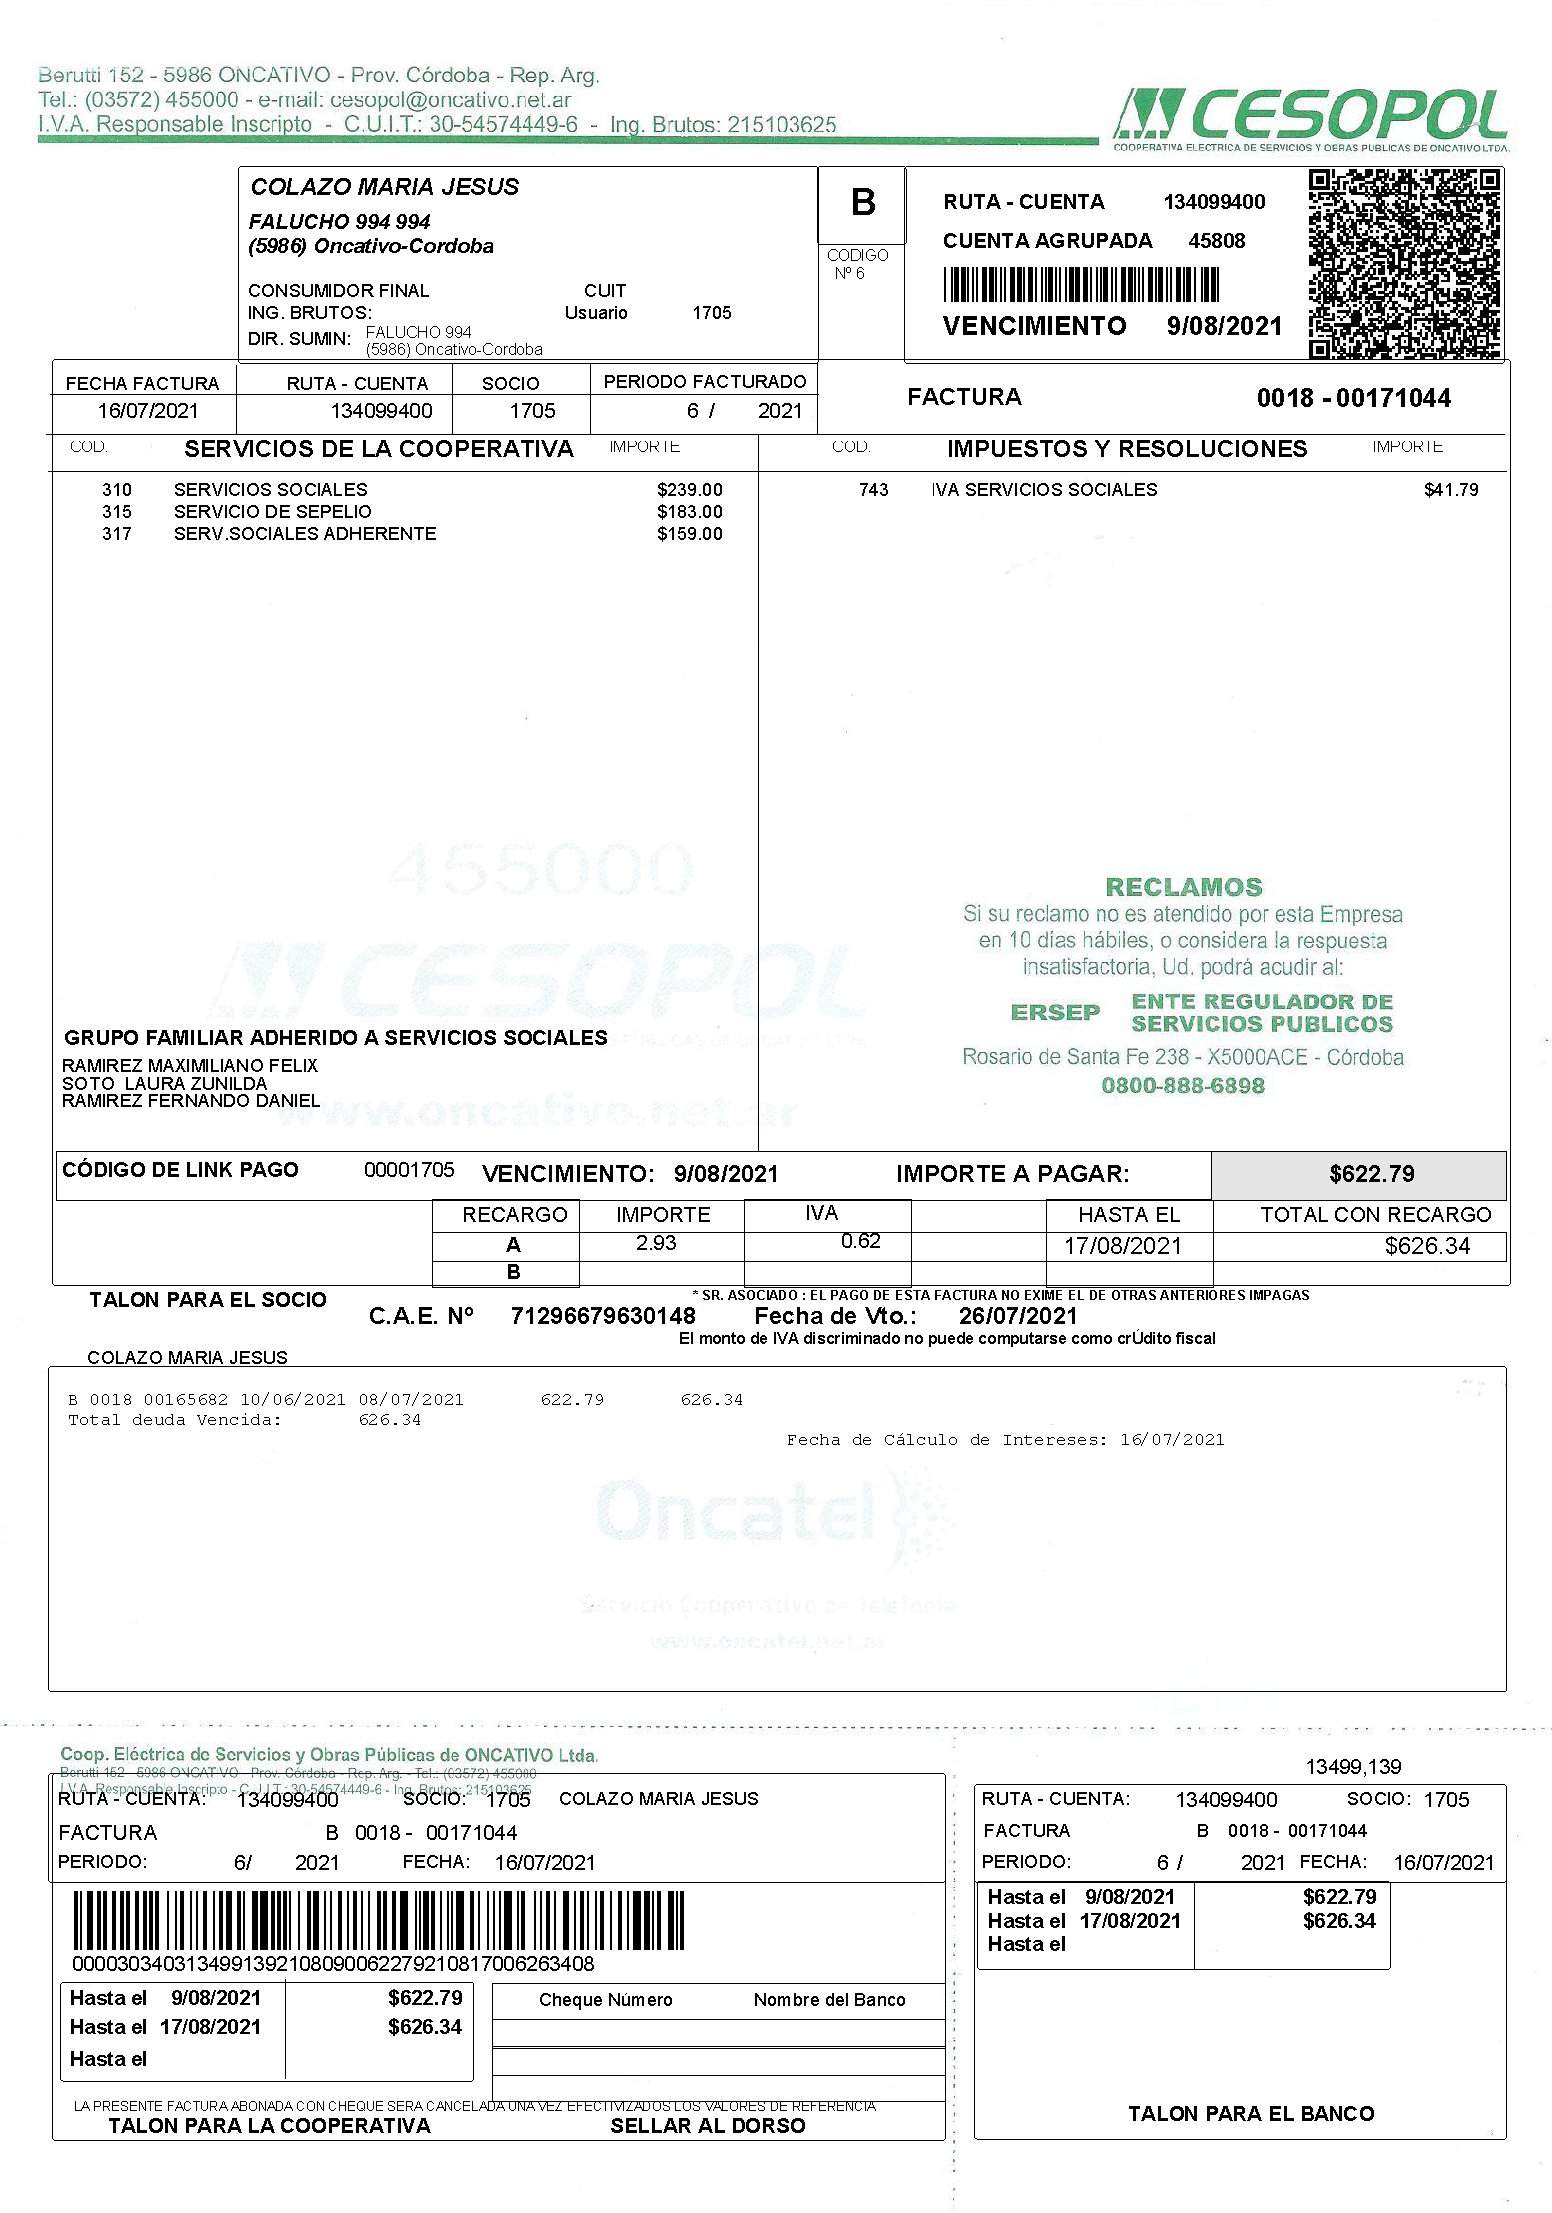 Berutti 152 - 5986 ONCATIVO - Prov. Córdoba - Rep. Arg.
Tel.: (03572) 455000 - e-mail: cesopol@oncativo.net.ar
I.V.A. Responsable Inscripto - C.U.I.T.: 30-54574449-6 - Ing. Brutos: 215103625
CESOPOL
COOPERATIVA ELECTRICA DE SERVICIOS Y OBRAS PUBLICAS DE ONCATIVO LTDA.
COLAZO MARIA JESUS
FALUCHO 994 994
(5986) Oncativo-Cordoba
CONSUMIDOR FINAL CUIT
ING. BRUTOS: Usuario 1705
DIR. SUMIN: FALUCHO 994
(5986) Oncativo-Cordoba
B
CODIGO
Nº 6
RUTA - CUENTA 134099400
CUENTA AGRUPADA 45808
VENCIMIENTO 9/08/2021
FECHA FACTURA RUTA - CUENTA SOCIO PERIODO FACTURADO
16/07/2021 134099400 1705 6 / 2021
FACTURA 0018 - 00171044
COD. SERVICIOS DE LA COOPERATIVA IMPORTE COD. IMPUESTOS Y RESOLUCIONES IMPORTE
310 SERVICIOS SOCIALES $239.00 743 IVA SERVICIOS SOCIALES $41.79
315 SERVICIO DE SEPELIO $183.00
317 SERV.SOCIALES ADHERENTE $159.00
455000
CESOPOL
www.oncativo.net.ar
RECLAMOS
Si su reclamo no es atendido por esta Empresa
en 10 días hábiles, o considera la respuesta
insatisfactoria, Ud. podrá acudir al:
ERSEP ENTE REGULADOR DE
SERVICIOS PUBLICOS
Rosario de Santa Fe 238 - X5000ACE - Córdoba
0800-888-6898
GRUPO FAMILIAR ADHERIDO A SERVICIOS SOCIALES
RAMIREZ MAXIMILIANO FELIX
SOTO LAURA ZUNILDA
RAMIREZ FERNANDO DANIEL
CÓDIGO DE LINK PAGO 00001705 VENCIMIENTO: 9/08/2021 IMPORTE A PAGAR: $622.79
RECARGO IMPORTE IVA HASTA EL TOTAL CON RECARGO
A 2.93 0.62 17/08/2021 $626.34
B
TALON PARA EL SOCIO
* SR. ASOCIADO : EL PAGO DE ESTA FACTURA NO EXIME EL DE OTRAS ANTERIORES IMPAGAS
C.A.E. Nº 71296679630148 Fecha de Vto.: 26/07/2021
El monto de IVA discriminado no puede computarse como crÚdito fiscal
COLAZO MARIA JESUS
B 0018 00165682 10/06/2021 08/07/2021 622.79 626.34
Total deuda Vencida: 626.34
Fecha de Cálculo de Intereses: 16/07/2021
Oncatel
Servicio Cooperativo de Telefonía
www.oncatel.net.ar
Coop. Eléctrica de Servicios y Obras Públicas de ONCATIVO Ltda.
Berutti 152 - 5986 ONCATIVO - Prov. Córdoba - Rep. Arg. - Tel.: (03572) 455000
I.V.A. Responsable Inscripto - C.U.I.T.: 30-54574449-6 - Ing. Brutos: 215103625
RUTA - CUENTA: 134099400 SOCIO: 1705 COLAZO MARIA JESUS
FACTURA B 0018 - 00171044
PERIODO: 6/ 2021 FECHA: 16/07/2021
0000303403134991392108090062279210817006263408
Hasta el 9/08/2021 $622.79
Hasta el 17/08/2021 $626.34
Hasta el
Cheque Número Nombre del Banco
LA PRESENTE FACTURA ABONADA CON CHEQUE SERA CANCELADA UNA VEZ EFECTIVIZADOS LOS VALORES DE REFERENCIA
TALON PARA LA COOPERATIVA SELLAR AL DORSO
13499,139
RUTA - CUENTA: 134099400 SOCIO: 1705
FACTURA B 0018 - 00171044
PERIODO: 6 / 2021 FECHA: 16/07/2021
Hasta el 9/08/2021 $622.79
Hasta el 17/08/2021 $626.34
Hasta el
TALON PARA EL BANCO